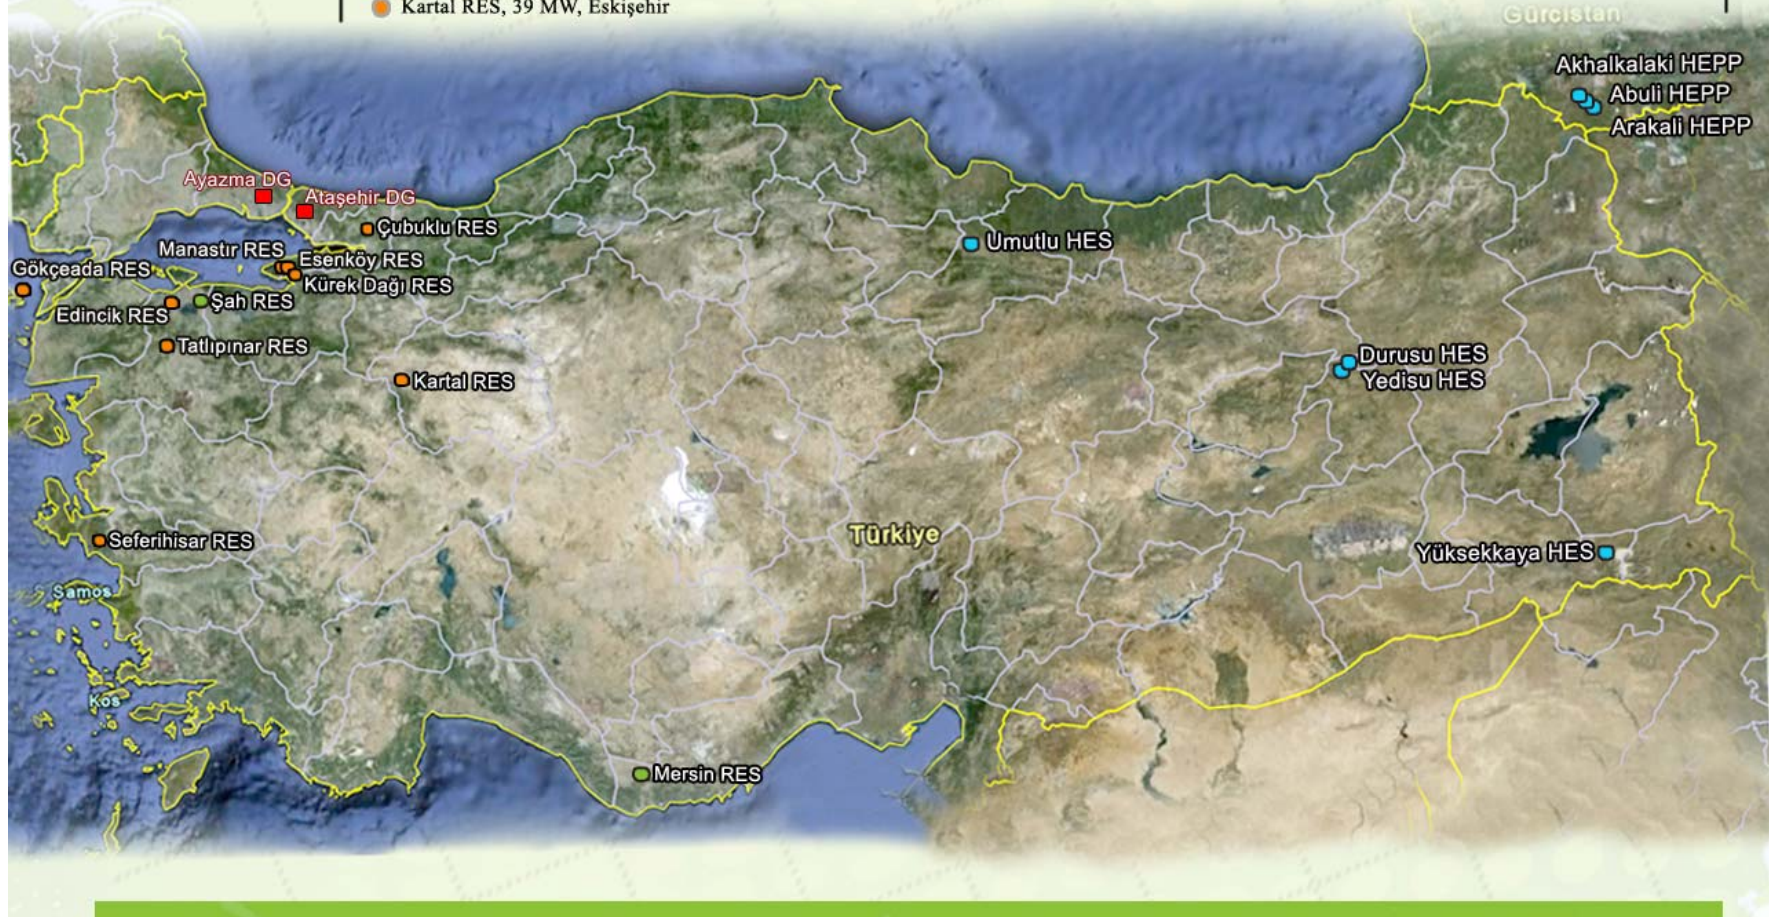 Kartal RES, 39 MW, Eskişehir
Gürcistan
Akhalkalaki HEPP
Abuli HEPP
Arakali HEPP
Ayazma DG
Ataşehir DG
Çubuklu RES
Umutlu HES
Manastır RES
Esenköy RES
Gökçeada RES
Kürek Dağı RES
Şah RES
Edincik RES
Tatlıpınar RES
Durusu HES
Yedisu HES
Kartal RES
Türkiye
Seferihisar RES
Yüksekkaya HES
Samos
Kos
Mersin RES